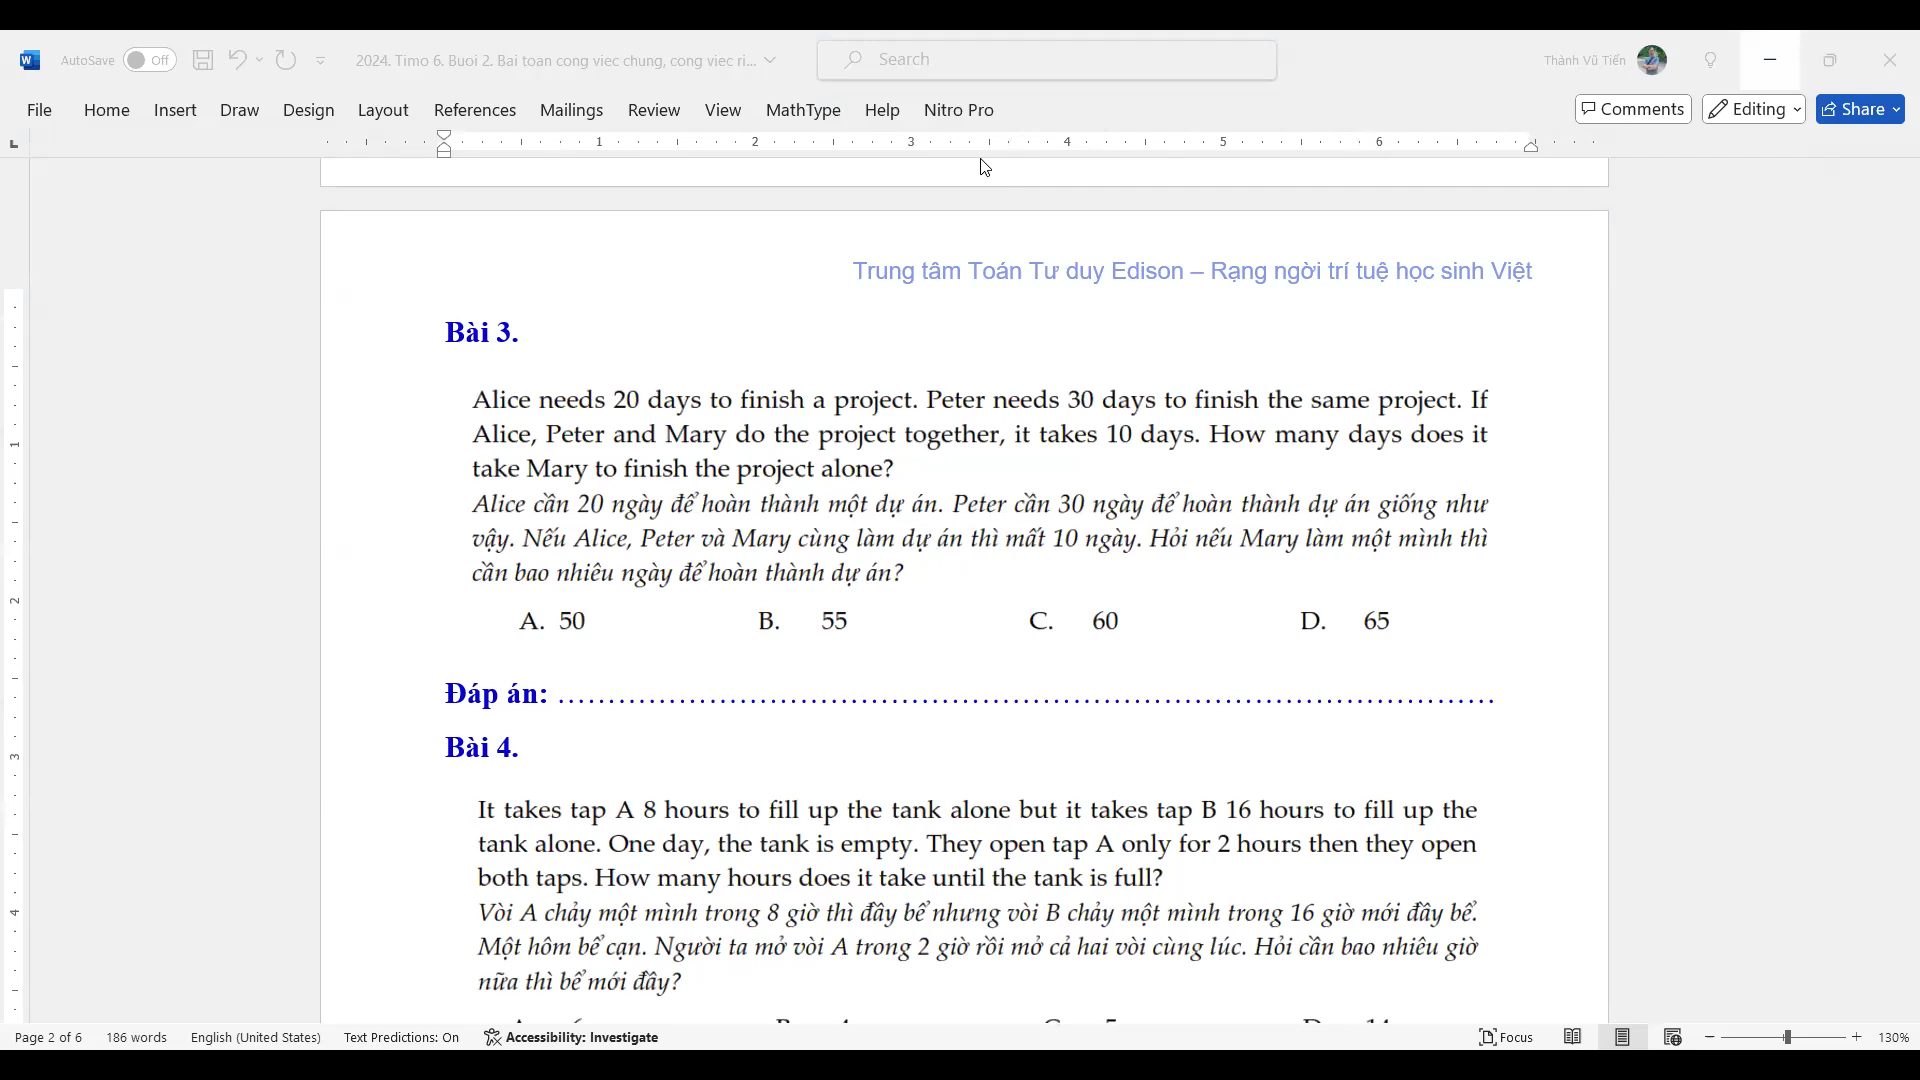 AutoSave Off 2024. Timo 6. Buoi 2. Bai toan cong viec chung, cong viec ri... Search Thành Vũ Tiến
File Home Insert Draw Design Layout References Mailings Review View MathType Help Nitro Pro Comments Editing Share
1 2 3 4 5 6
Trung tâm Toán Tư duy Edison – Rạng ngời trí tuệ học sinh Việt
Bài 3.
Alice needs 20 days to finish a project. Peter needs 30 days to finish the same project. If
Alice, Peter and Mary do the project together, it takes 10 days. How many days does it
take Mary to finish the project alone?
Alice cần 20 ngày để hoàn thành một dự án. Peter cần 30 ngày để hoàn thành dự án giống như
vậy. Nếu Alice, Peter và Mary cùng làm dự án thì mất 10 ngày. Hỏi nếu Mary làm một mình thì
cần bao nhiêu ngày để hoàn thành dự án?
A. 50 B. 55 C. 60 D. 65
Đáp án: ........................................................................................
Bài 4.
It takes tap A 8 hours to fill up the tank alone but it takes tap B 16 hours to fill up the
tank alone. One day, the tank is empty. They open tap A only for 2 hours then they open
both taps. How many hours does it take until the tank is full?
Vòi A chảy một mình trong 8 giờ thì đầy bể nhưng vòi B chảy một mình trong 16 giờ mới đầy bể.
Một hôm bể cạn. Người ta mở vòi A trong 2 giờ rồi mở cả hai vòi cùng lúc. Hỏi cần bao nhiêu giờ
nữa thì bể mới đầy?
1
2
3
4
Page 2 of 6 186 words English (United States) Text Predictions: On Accessibility: Investigate Focus 130%